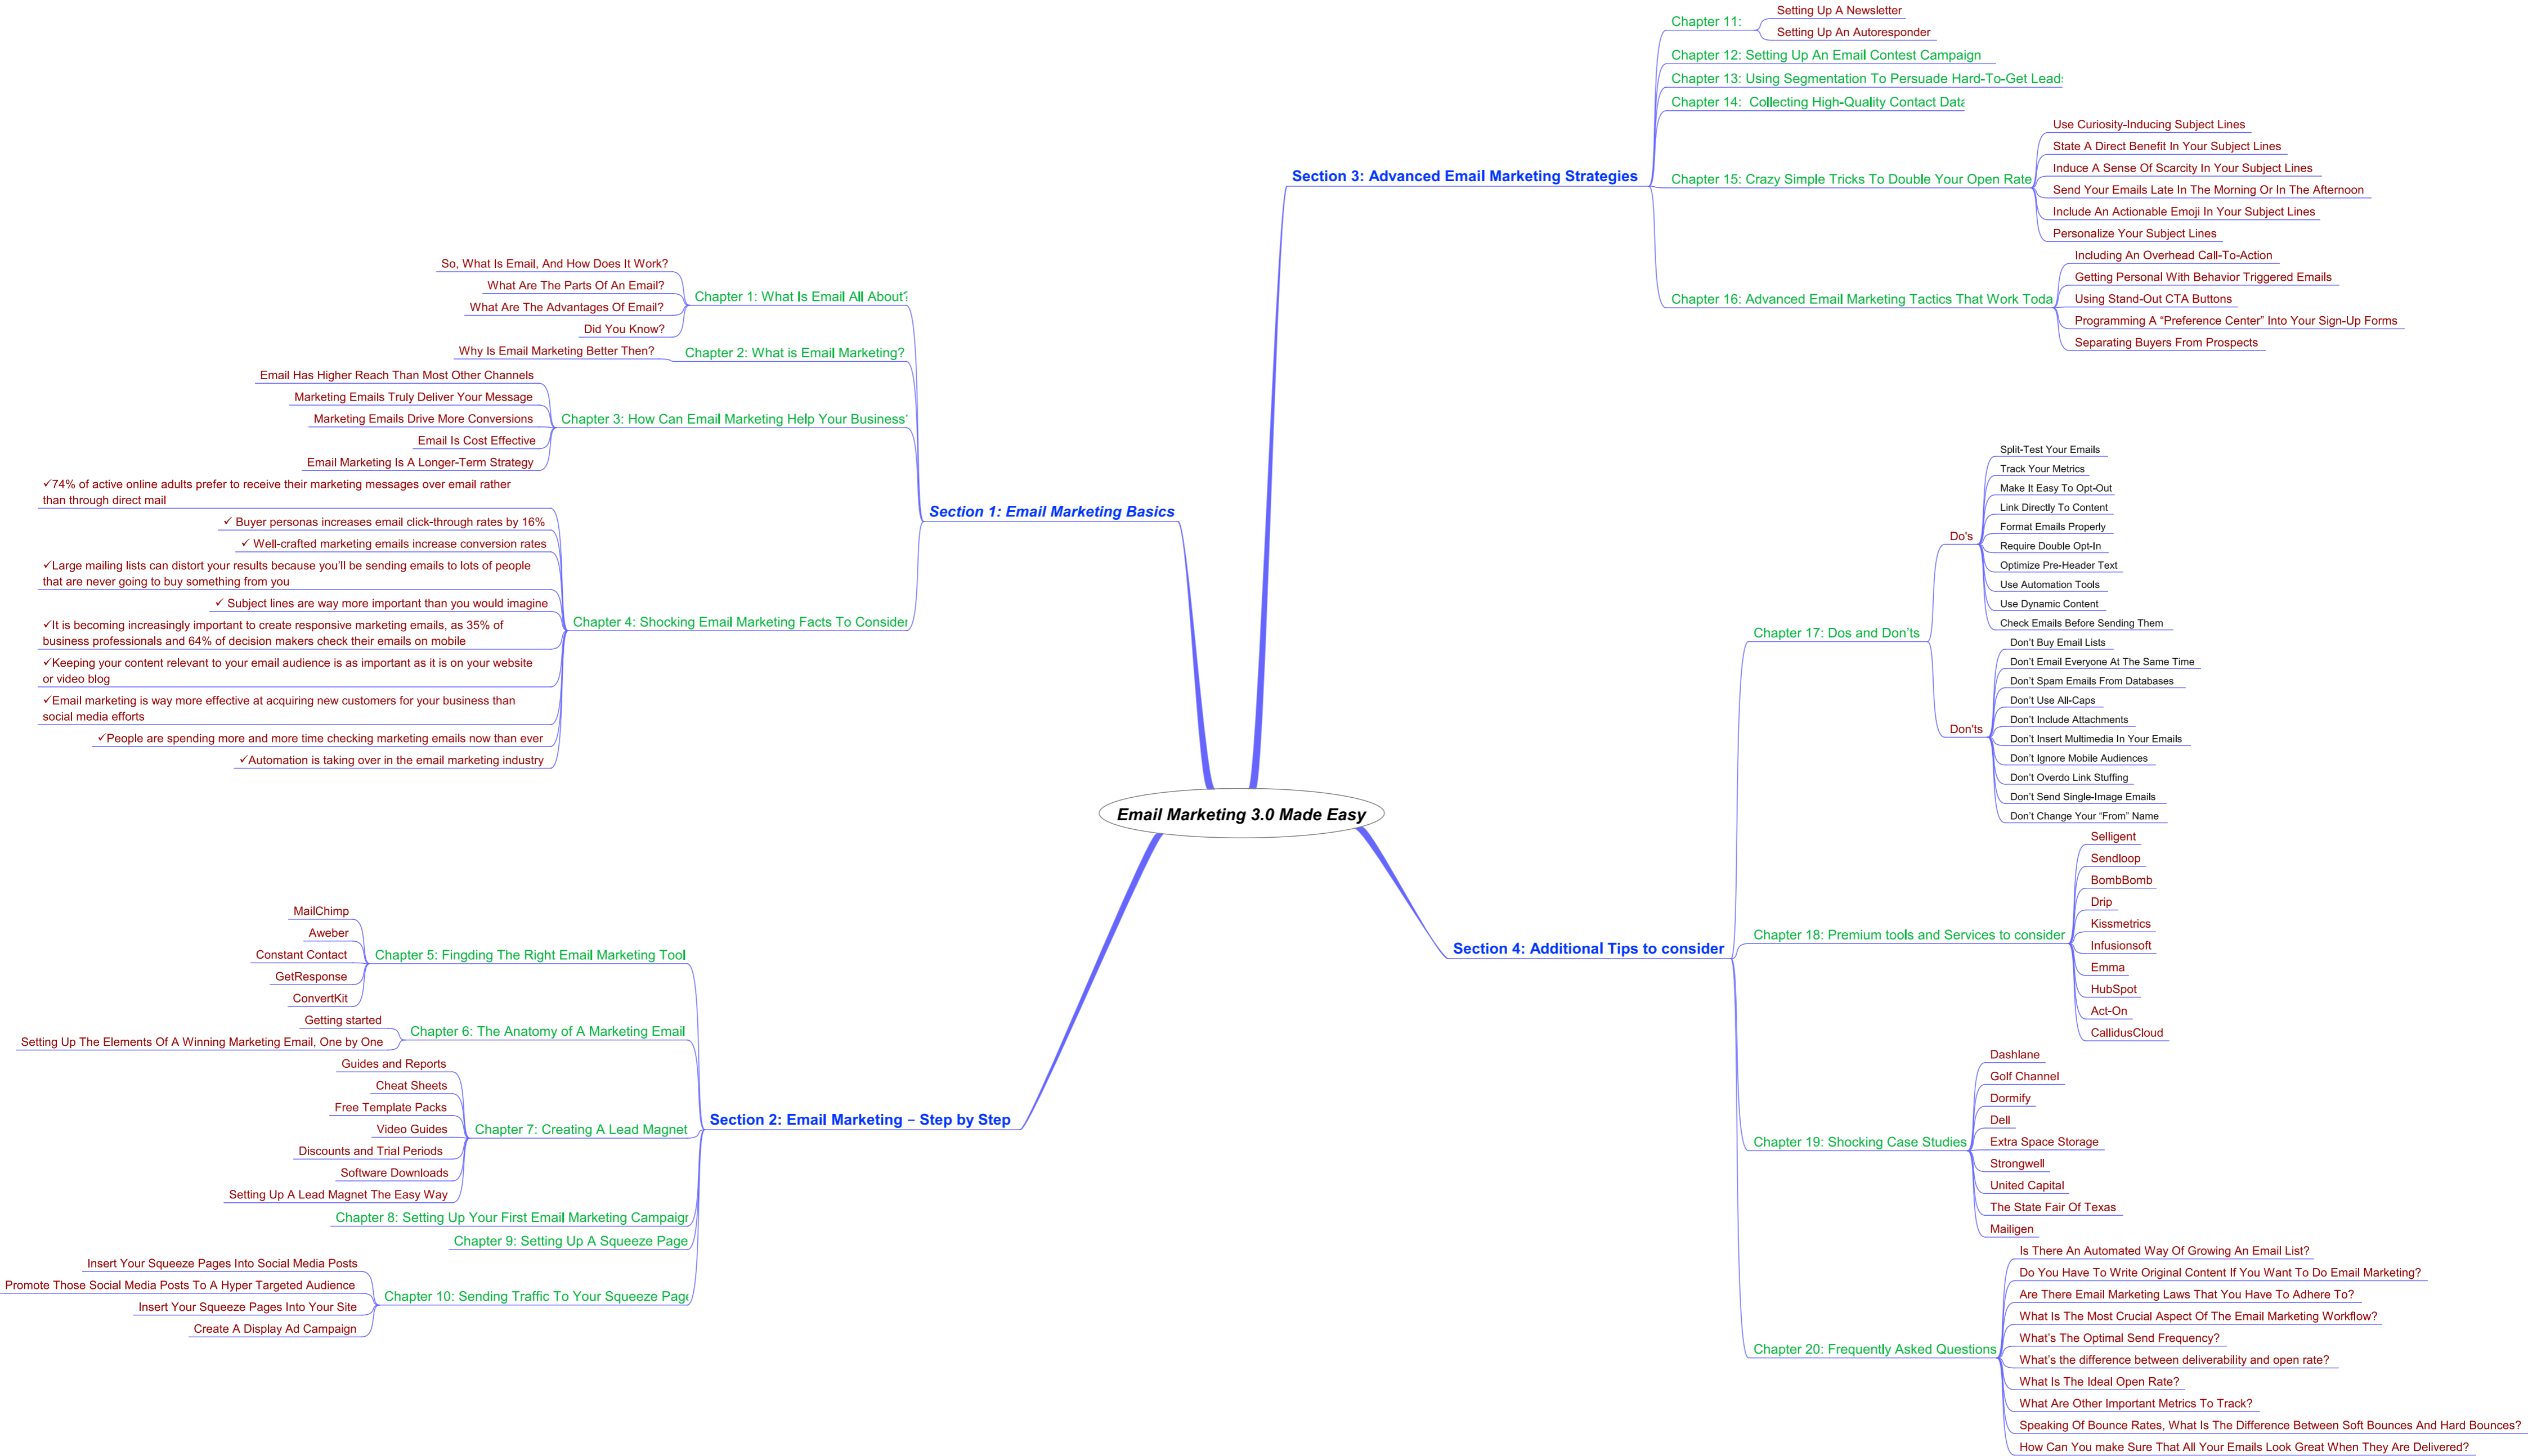 Email Marketing 3.0 Made Easy
Section 1: Email Marketing Basics
Chapter 1: What Is Email All About?
So, What Is Email, And How Does It Work?
What Are The Parts Of An Email?
What Are The Advantages Of Email?
Did You Know?
Chapter 2: What is Email Marketing?
Why Is Email Marketing Better Then?
Chapter 3: How Can Email Marketing Help Your Business?
Email Has Higher Reach Than Most Other Channels
Marketing Emails Truly Deliver Your Message
Marketing Emails Drive More Conversions
Email Is Cost Effective
Email Marketing Is A Longer-Term Strategy
Chapter 4: Shocking Email Marketing Facts To Consider
✓74% of active online adults prefer to receive their marketing messages over email rather
than through direct mail
✓ Buyer personas increases email click-through rates by 16%
✓ Well-crafted marketing emails increase conversion rates
✓Large mailing lists can distort your results because you’ll be sending emails to lots of people
that are never going to buy something from you
✓ Subject lines are way more important than you would imagine
✓It is becoming increasingly important to create responsive marketing emails, as 35% of
business professionals and 64% of decision makers check their emails on mobile
✓Keeping your content relevant to your email audience is as important as it is on your website
or video blog
✓Email marketing is way more effective at acquiring new customers for your business than
social media efforts
✓People are spending more and more time checking marketing emails now than ever
✓Automation is taking over in the email marketing industry
Section 2: Email Marketing – Step by Step
Chapter 5: Fingding The Right Email Marketing Tool
MailChimp
Aweber
Constant Contact
GetResponse
ConvertKit
Chapter 6: The Anatomy of A Marketing Email
Getting started
Setting Up The Elements Of A Winning Marketing Email, One by One
Chapter 7: Creating A Lead Magnet
Guides and Reports
Cheat Sheets
Free Template Packs
Video Guides
Discounts and Trial Periods
Software Downloads
Setting Up A Lead Magnet The Easy Way
Chapter 8: Setting Up Your First Email Marketing Campaign
Chapter 9: Setting Up A Squeeze Page
Chapter 10: Sending Traffic To Your Squeeze Page
Insert Your Squeeze Pages Into Social Media Posts
Promote Those Social Media Posts To A Hyper Targeted Audience
Insert Your Squeeze Pages Into Your Site
Create A Display Ad Campaign
Section 3: Advanced Email Marketing Strategies
Chapter 11:
Setting Up A Newsletter
Setting Up An Autoresponder
Chapter 12: Setting Up An Email Contest Campaign
Chapter 13: Using Segmentation To Persuade Hard-To-Get Leads
Chapter 14:  Collecting High-Quality Contact Data
Chapter 15: Crazy Simple Tricks To Double Your Open Rate
Use Curiosity-Inducing Subject Lines
State A Direct Benefit In Your Subject Lines
Induce A Sense Of Scarcity In Your Subject Lines
Send Your Emails Late In The Morning Or In The Afternoon
Include An Actionable Emoji In Your Subject Lines
Personalize Your Subject Lines
Chapter 16: Advanced Email Marketing Tactics That Work Toda
Including An Overhead Call-To-Action
Getting Personal With Behavior Triggered Emails
Using Stand-Out CTA Buttons
Programming A “Preference Center” Into Your Sign-Up Forms
Separating Buyers From Prospects
Section 4: Additional Tips to consider
Chapter 17: Dos and Don’ts
Do's
Split-Test Your Emails
Track Your Metrics
Make It Easy To Opt-Out
Link Directly To Content
Format Emails Properly
Require Double Opt-In
Optimize Pre-Header Text
Use Automation Tools
Use Dynamic Content
Check Emails Before Sending Them
Don'ts
Don’t Buy Email Lists
Don’t Email Everyone At The Same Time
Don’t Spam Emails From Databases
Don’t Use All-Caps
Don’t Include Attachments
Don’t Insert Multimedia In Your Emails
Don’t Ignore Mobile Audiences
Don’t Overdo Link Stuffing
Don’t Send Single-Image Emails
Don’t Change Your “From” Name
Chapter 18: Premium tools and Services to consider
Selligent
Sendloop
BombBomb
Drip
Kissmetrics
Infusionsoft
Emma
HubSpot
Act-On
CallidusCloud
Chapter 19: Shocking Case Studies
Dashlane
Golf Channel
Dormify
Dell
Extra Space Storage
Strongwell
United Capital
The State Fair Of Texas
Mailigen
Chapter 20: Frequently Asked Questions
Is There An Automated Way Of Growing An Email List?
Do You Have To Write Original Content If You Want To Do Email Marketing?
Are There Email Marketing Laws That You Have To Adhere To?
What Is The Most Crucial Aspect Of The Email Marketing Workflow?
What’s The Optimal Send Frequency?
What’s the difference between deliverability and open rate?
What Is The Ideal Open Rate?
What Are Other Important Metrics To Track?
Speaking Of Bounce Rates, What Is The Difference Between Soft Bounces And Hard Bounces?
How Can You make Sure That All Your Emails Look Great When They Are Delivered?